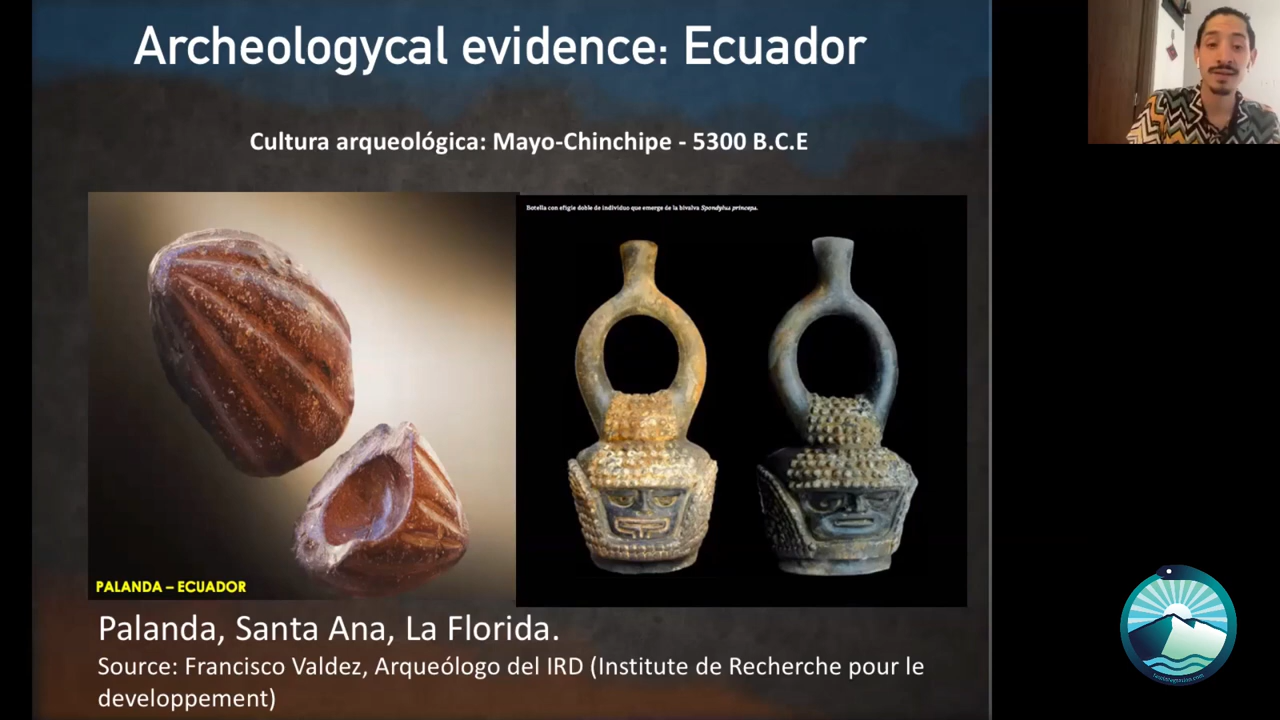 Archeologycal evidence: Ecuador
Cultura arqueológica: Mayo-Chinchipe - 5300 B.C.E
Botella con efigie doble de individuo que emerge de la bivalva Spondylus princeps.
PALANDA – ECUADOR
Palanda, Santa Ana, La Florida.
Source: Francisco Valdez, Arqueólogo del IRD (Institute de Recherche pour le
developpement)